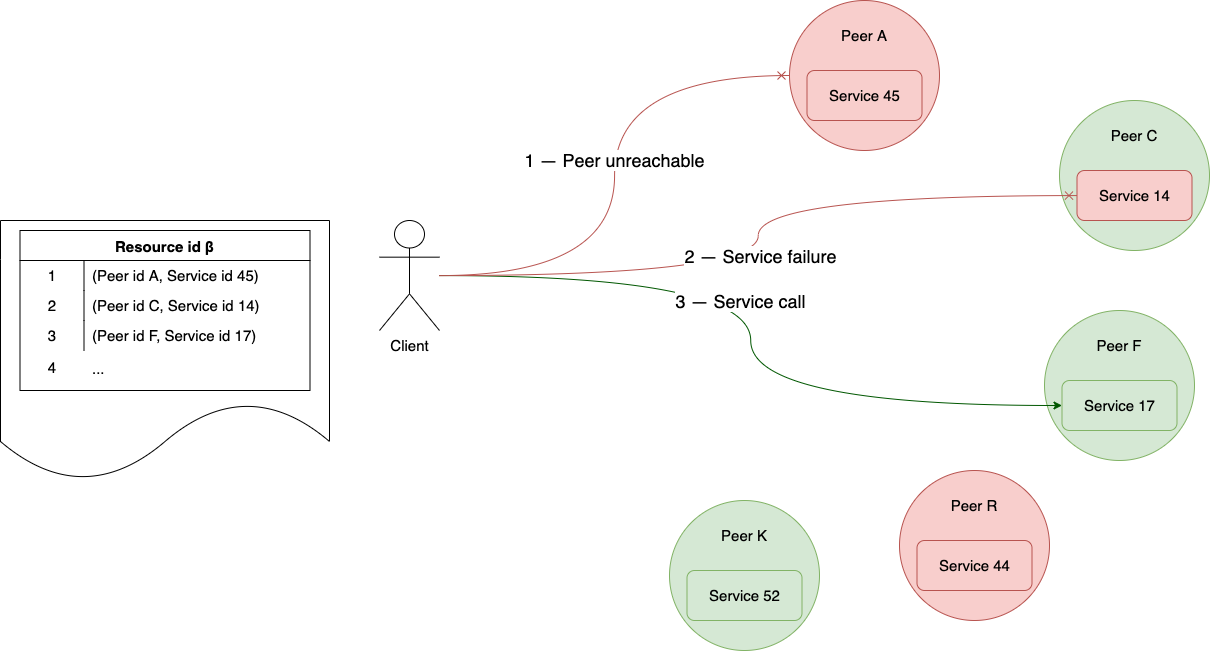 Resource id β
1 (Peer id A, Service id 45)
2 (Peer id C, Service id 14)
3 (Peer id F, Service id 17)
4 ...
Client
1 — Peer unreachable
2 — Service failure
3 — Service call
Peer A
Service 45
Peer C
Service 14
Peer F
Service 17
Peer R
Service 44
Peer K
Service 52